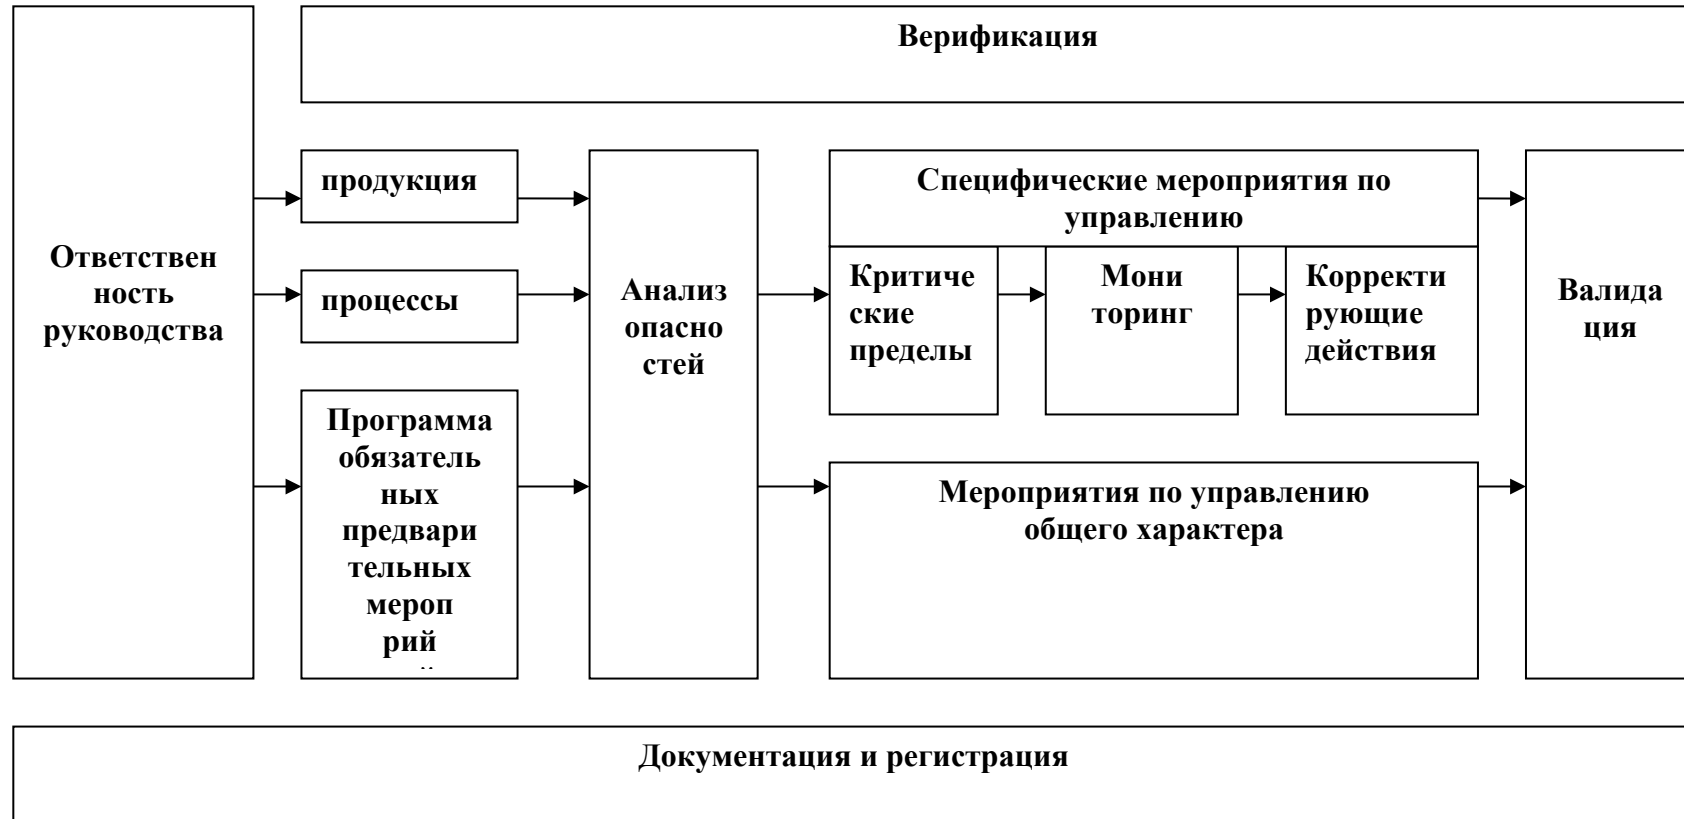 Верификация
Ответствен
ность
руководства
продукция
процессы
Программа
обязатель
ных
предвари
тельных
мероп
рий
Анализ
опасно
стей
Специфические мероприятия по
управлению
Критиче
ские
пределы
Мони
торинг
Корректи
рующие
действия
Мероприятия по управлению
общего характера
Валида
ция
Документация и регистрация